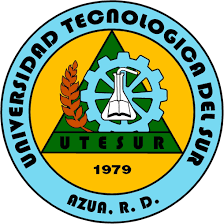 UNIVERSIDAD TECNOLOGICA DEL SUR
UTESUR
1979
AZUA, R. D.